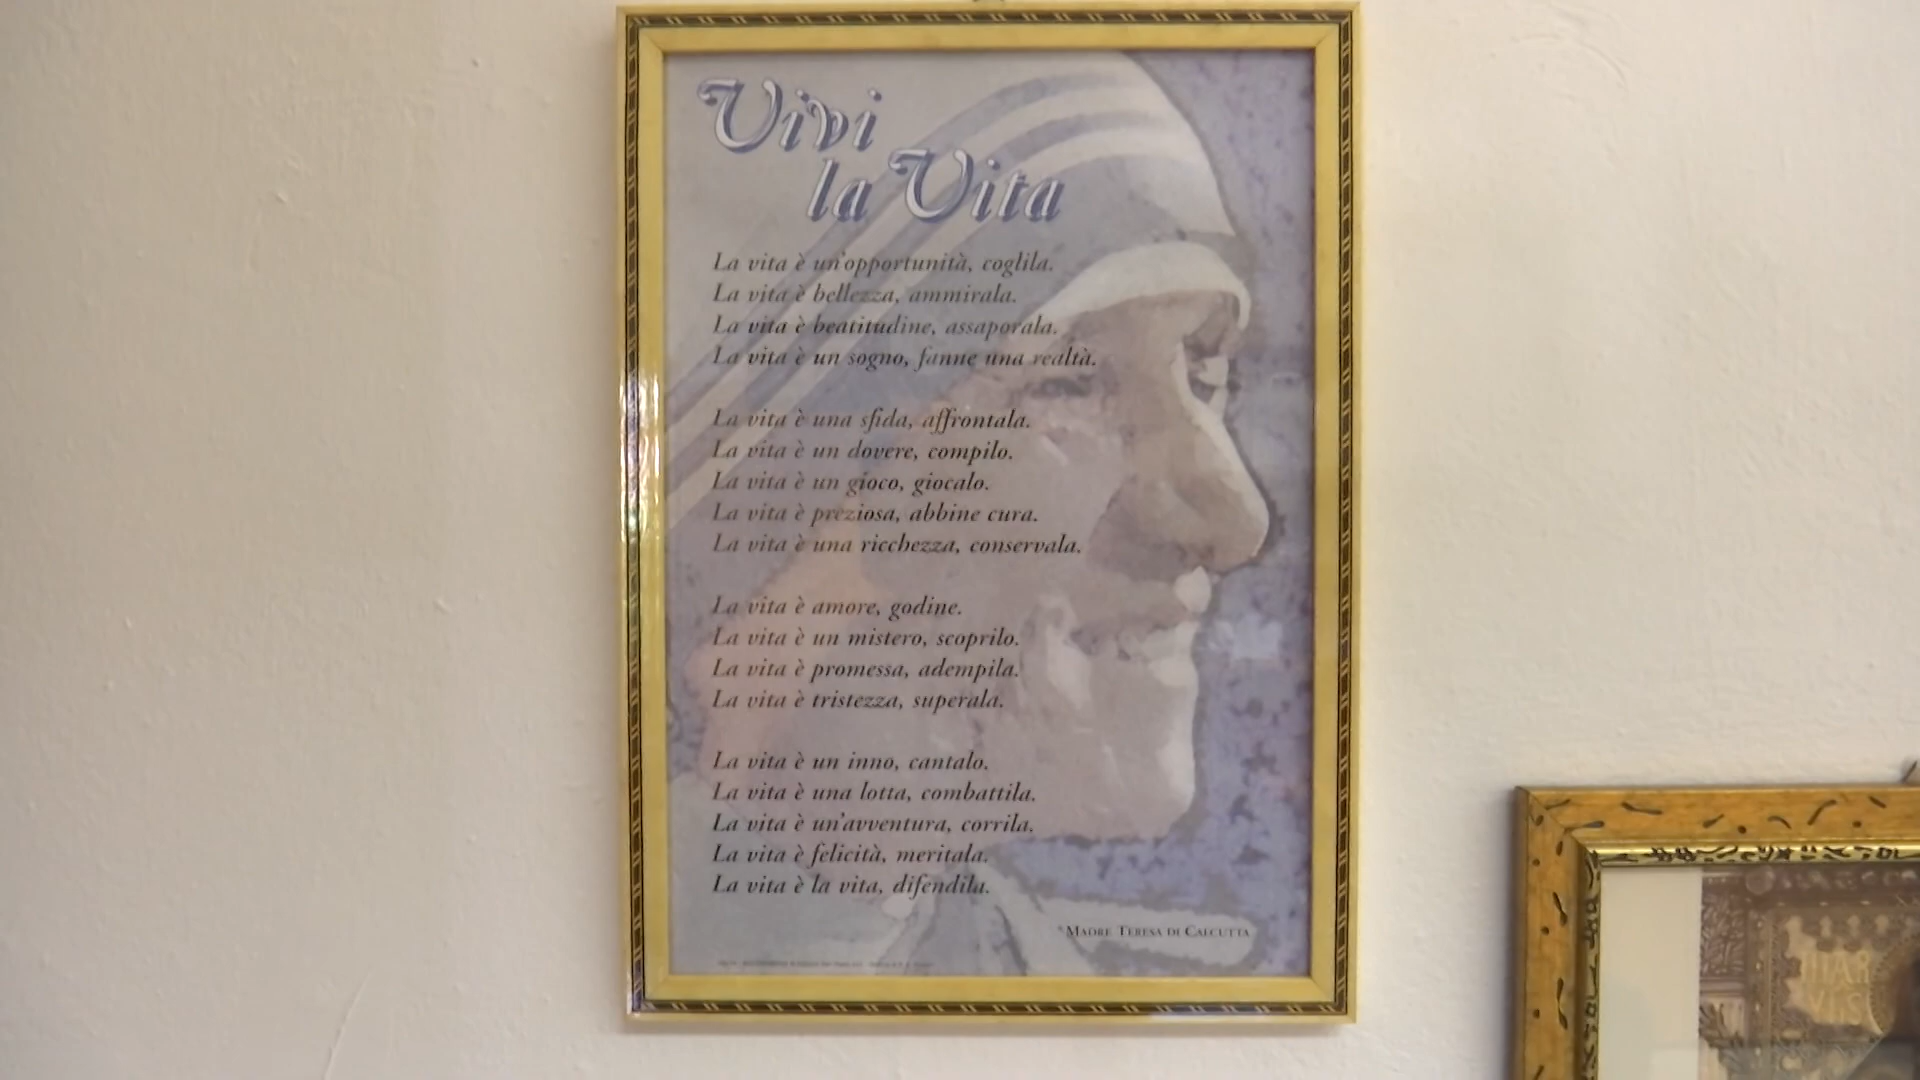 Vivi
la Vita
La vita è un'opportunità, coglila.
La vita è bellezza, ammirala.
La vita è beatitudine, assaporala.
La vita è un sogno, fanne una realtà.
La vita è una sfida, affrontala.
La vita è un dovere, compilo.
La vita è un gioco, giocalo.
La vita è preziosa, abbine cura.
La vita è una ricchezza, conservala.
La vita è amore, godine.
La vita è un mistero, scoprilo.
La vita è promessa, adempila.
La vita è tristezza, superala.
La vita è un inno, cantalo.
La vita è una lotta, combattila.
La vita è un'avventura, corrila.
La vita è felicità, meritala.
La vita è la vita, difendila.
MADRE TERESA DI CALCUTTA